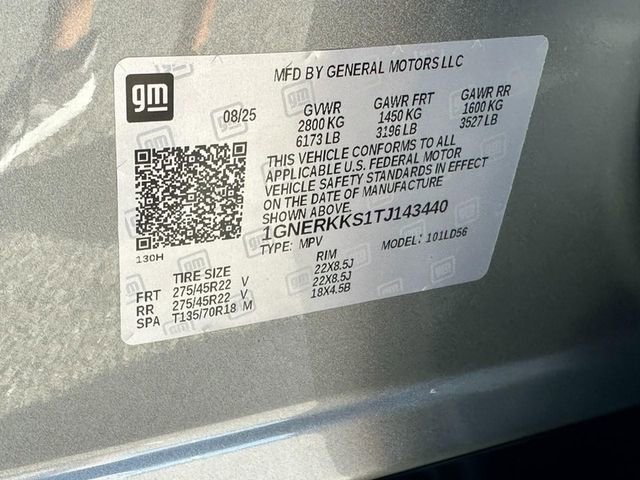 gm
MFD BY GENERAL MOTORS LLC
08/25 GVWR GAWR FRT GAWR RR
2800 KG 1450 KG 1600 KG
6173 LB 3196 LB 3527 LB
THIS VEHICLE CONFORMS TO ALL
APPLICABLE U.S. FEDERAL MOTOR
VEHICLE SAFETY STANDARDS IN EFFECT
ON THE DATE OF MANUFACTURE
SHOWN ABOVE.
1GNERKKS1TJ143440
TYPE: MPV MODEL: 101LD56
130H
TIRE SIZE RIM
FRT 275/45R22 V 22X8.5J
RR 275/45R22 V 22X8.5J
SPA T135/70R18 M 18X4.5B